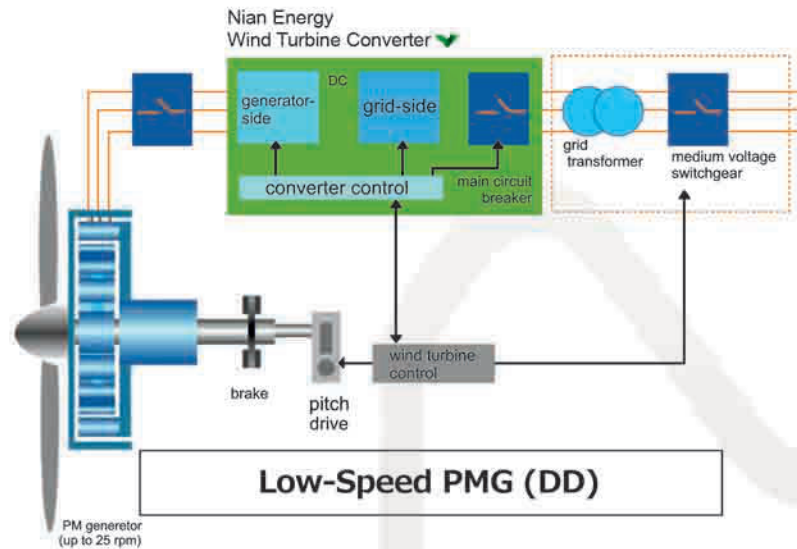 Nian Energy
Wind Turbine Converter
DC
generator-
side
grid-side
converter control
main circuit
breaker
grid
transformer
medium voltage
switchgear
brake
pitch
drive
wind turbine
control
Low-Speed PMG (DD)
PM generetor
(up to 25 rpm)